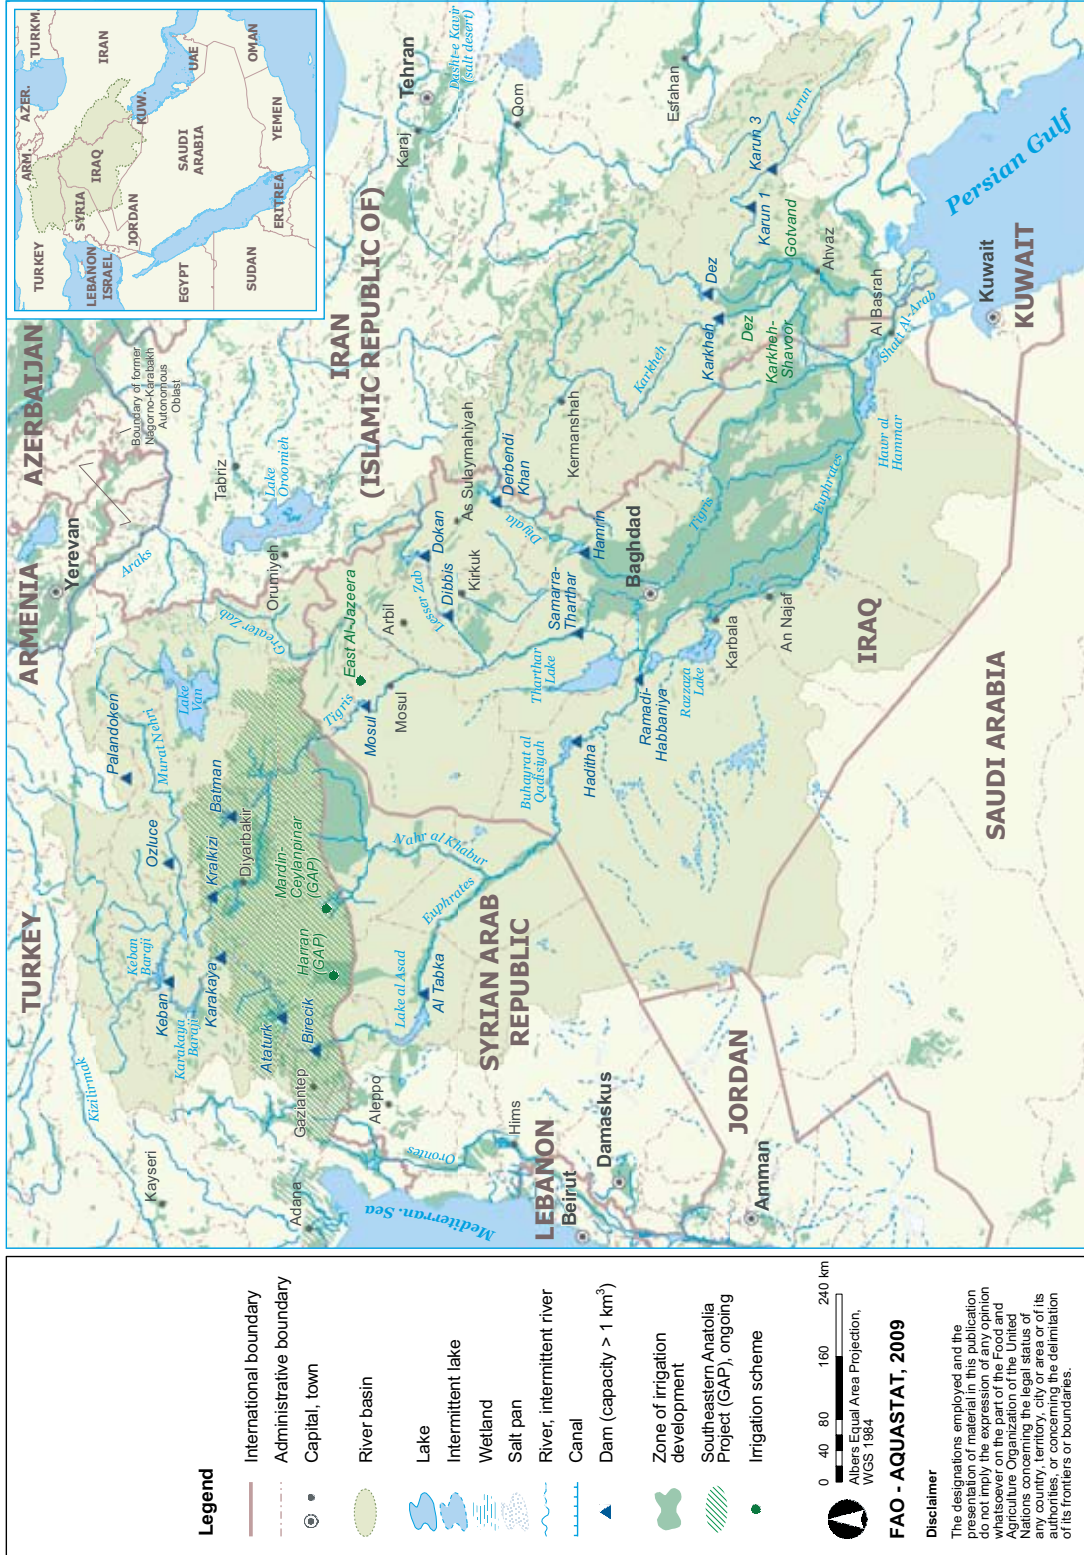 TURKEY
ARM.
AZER.
TURKM.
SYRIA
IRAN
LEBANON
ISRAEL
IRAQ
JORDAN
KUW.
EGYPT
SAUDI
ARABIA
UAE
OMAN
SUDAN
ERITREA
YEMEN
TURKEY
ARMENIA
AZERBAIJAN
Kizilirmak
Kayseri
Keban
Baraji
Keban
Karakaya
Baraji
Karakaya
Ozluce
Palandoken
Murat Nehri
Kralkizi
Batman
Diyarbakir
Lake
Van
Yerevan
Araks
Boundary of former
Nagorno-Karabakh
Autonomous
Oblast
Tabriz
Lake
Oroomieh
Orumiyeh
Greater Zab
Adana
Gaziantep
Ataturk
Birecik
Harran
(GAP)
Mardin-
Ceylanpinar
(GAP)
Tigris
East Al-Jazeera
Mosul
Mosul
Arbil
Lesser Zab
Dokan
Dibbis
Kirkuk
As Sulaymahiyah
Derbendi
Khan
Diyala
IRAN
(ISLAMIC REPUBLIC OF)
Karaj
Tehran
Dasht-e Kavir
(salt desert)
Qom
Esfahan
Mediterran. Sea
Aleppo
Orontes
Hims
Lake al Asad
Al Tabka
Euphrates
Nahr al Khabur
SYRIAN ARAB
REPUBLIC
Buhayrat al
Qadisiyah
Haditha
Tharthar
Lake
Samarra-
Tharthar
Hamrin
Kermanshah
Karkheh
Karkheh
Dez
Karun 1
Karun 3
Karun
Gotvand
Dez
Karkheh-
Shavoor
Ahvaz
LEBANON
Beirut
Damaskus
Ramadi-
Habbaniya
Baghdad
Razzaza
Lake
Karbala
An Najaf
Tigris
Euphrates
Hawr al
Hammar
Al Basrah
Shatt Al-Arab
Persian Gulf
JORDAN
Amman
IRAQ
SAUDI ARABIA
Kuwait
KUWAIT
Legend
International boundary
Administrative boundary
Capital, town
River basin
Lake
Intermittent lake
Wetland
Salt pan
River, intermittent river
Canal
Dam (capacity > 1 km³)
Zone of irrigation
development
Southeastern Anatolia
Project (GAP), ongoing
Irrigation scheme
0 40 80 160 240 km
Albers Equal Area Projection,
WGS 1984
FAO - AQUASTAT, 2009
Disclaimer
The designations employed and the
presentation of material in this publication
do not imply the expression of any opinion
whatsoever on the part of the Food and
Agriculture Organization of the United
Nations concerning the legal status of
any country, territory, city or area or of its
authorities, or concerning the delimitation
of its frontiers or boundaries.